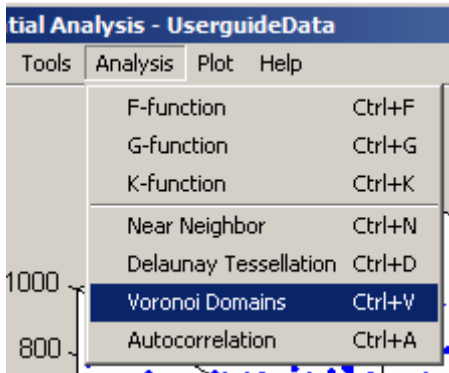 tial Analysis - UserguideData
Tools Analysis Plot Help
F-function Ctrl+F
G-function Ctrl+G
K-function Ctrl+K
Near Neighbor Ctrl+N
Delaunay Tessellation Ctrl+D
1000
Voronoi Domains Ctrl+V
800
Autocorrelation Ctrl+A